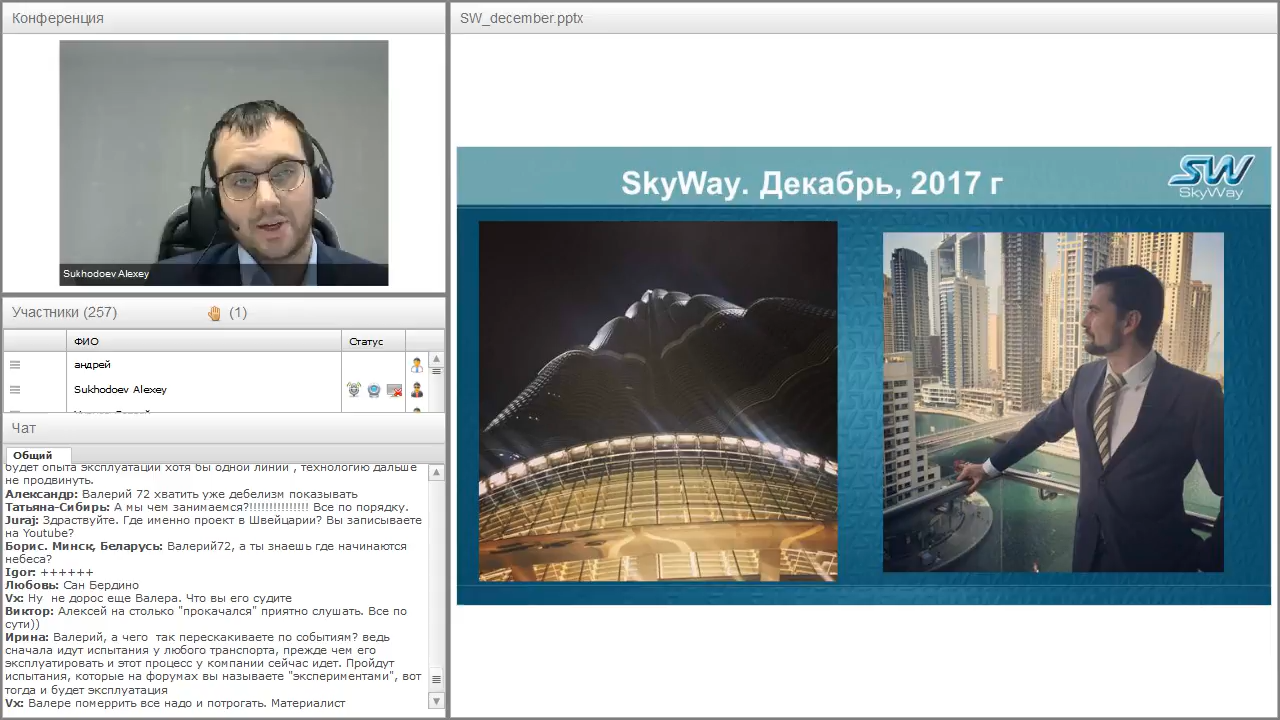 Конференция
Sukhodoev Alexey
Участники (257)
(1)
ФИО
Статус
андрей
Sukhodoev Alexey
Чат
Общий
будет опыта эксплуатации хотя бы одной линии , технологию дальше
не продвинуть.
Александр: Валерий 72 хватить уже дебелизм показывать
Татьяна-Сибирь: А мы чем занимаемся?!!!!!!!!!!!!!! Все по порядку.
Juraj: Здраствуйте. Где именно проект в Швейцарии? Вы записываете
на Youtube?
Борис. Минск, Беларусь: Валерий72, а ты знаешь где начинаются
небеса?
Igor: ++++++
Любовь: Сан Бердино
Vx: Ну  не дорос еще Валера. Что вы его судите
Виктор: Алексей на столько "прокачался" приятно слушать. Все по
сути))
Ирина: Валерий, а чего  так перескакиваете по событиям? ведь
сначала идут испытания у любого транспорта, прежде чем его
эксплуатировать и этот процесс у компании сейчас идет. Пройдут
испытания, которые на форумах вы называете "экспериментами", вот
тогда и будет эксплуатация
Vx: Валере померрить все надо и потрогать. Материалист
SW_december.pptx
SkyWay. Декабрь, 2017 г
SW
SkyWay